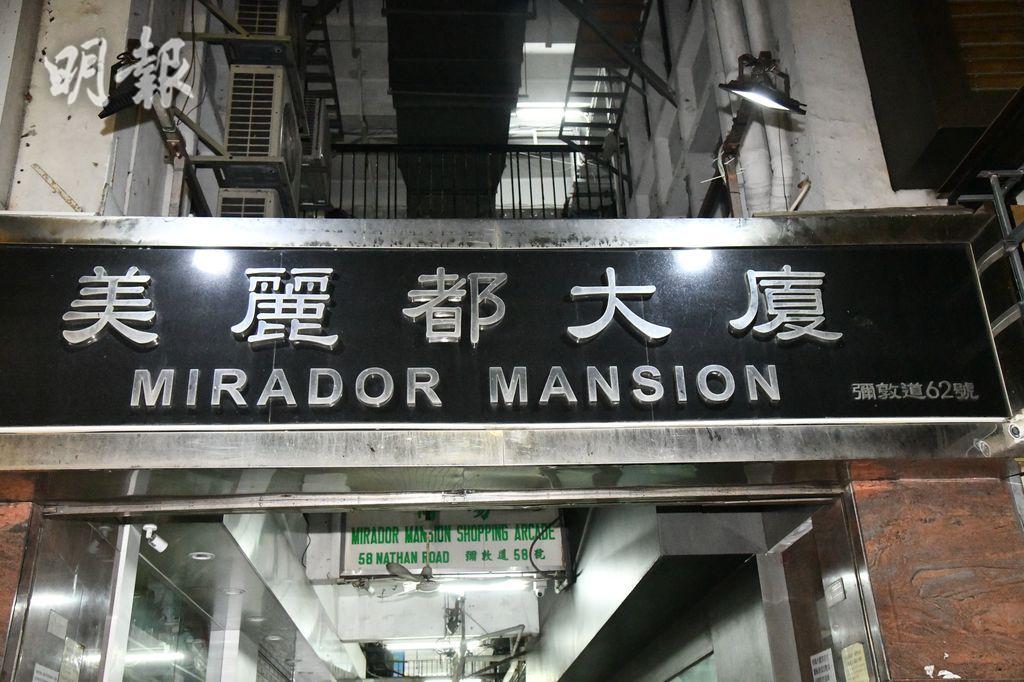 明報
美麗都大廈
MIRADOR MANSION
彌敦道62號
MIRADOR MANSION SHOPPING ARCADE
58 NATHAN ROAD 彌敦道58號